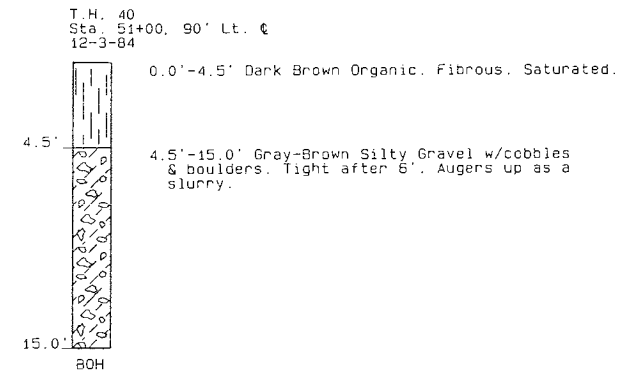 T.H. 40
Sta. 51+00, 90' Lt. ℄
12-3-84
0.0'-4.5' Dark Brown Organic. Fibrous. Saturated.
4.5'
4.5'-15.0' Gray-Brown Silty Gravel w/cobbles
& boulders. Tight after 6'. Augers up as a
slurry.
15.0'
BOH